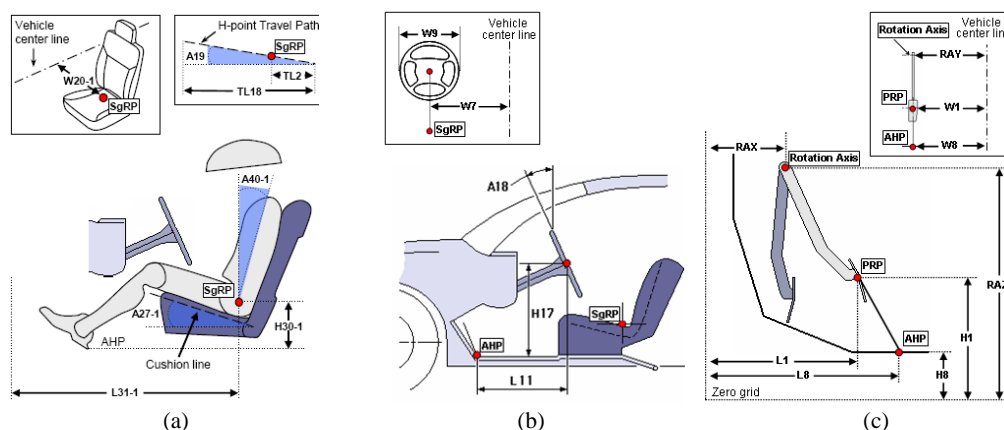 Vehicle
center line
W20-1
SgRP
H-point Travel Path
A19
SgRP
TL2
TL18
A40-1
SgRP
A27-1
H30-1
AHP
Cushion line
L31-1
(a)
W9
Vehicle
center line
W7
SgRP
A18
H17
SgRP
AHP
L11
(b)
Vehicle
center line
Rotation Axis
RAY
PRP
W1
AHP
W8
RAX
Rotation Axis
PRP
RAZ
H1
AHP
L1
L8
H8
Zero grid
(c)